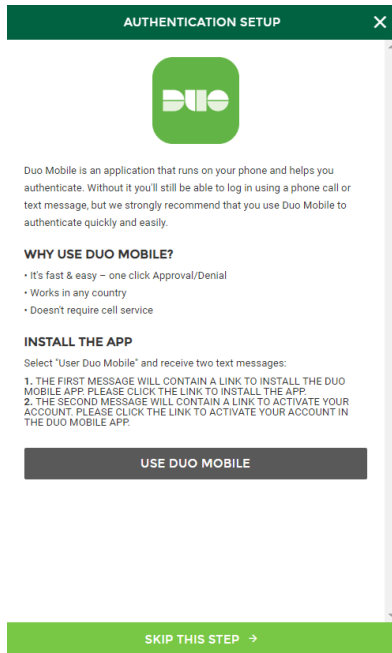 AUTHENTICATION SETUP
DUO
Duo Mobile is an application that runs on your phone and helps you
authenticate. Without it you'll still be able to log in using a phone call or
text message, but we strongly recommend that you use Duo Mobile to
authenticate quickly and easily.
WHY USE DUO MOBILE?
• It's fast & easy – one click Approval/Denial
• Works in any country
• Doesn't require cell service
INSTALL THE APP
Select "User Duo Mobile" and receive two text messages:
1. THE FIRST MESSAGE WILL CONTAIN A LINK TO INSTALL THE DUO
MOBILE APP. PLEASE CLICK THE LINK TO INSTALL THE APP.
2. THE SECOND MESSAGE WILL CONTAIN A LINK TO ACTIVATE YOUR
ACCOUNT. PLEASE CLICK THE LINK TO ACTIVATE YOUR ACCOUNT IN
THE DUO MOBILE APP.
USE DUO MOBILE
SKIP THIS STEP →